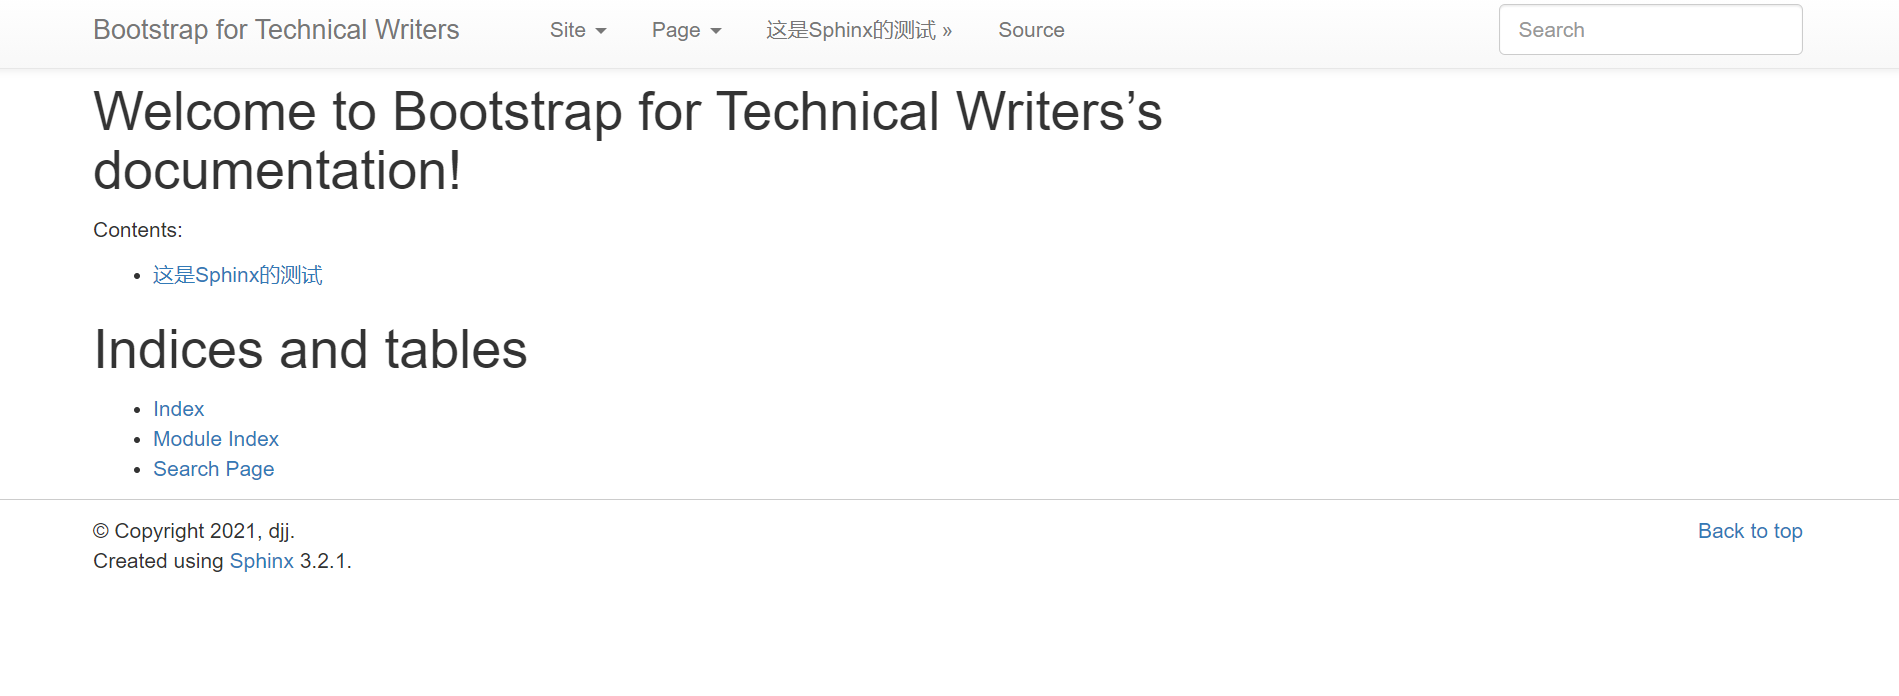 Bootstrap for Technical Writers Site Page 这是Sphinx的测试 » Source Search
Welcome to Bootstrap for Technical Writers’s
documentation!
Contents:
• 这是Sphinx的测试
Indices and tables
• Index
• Module Index
• Search Page
© Copyright 2021, djj. Back to top
Created using Sphinx 3.2.1.